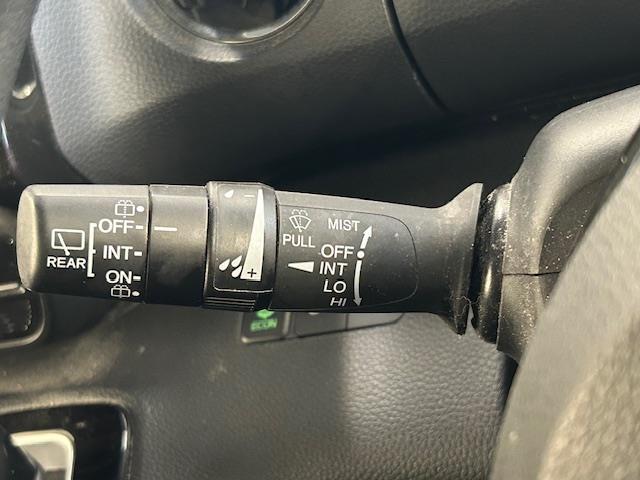 OFF
INT
ON
REAR
-
+
PULL
MIST
OFF
INT
LO
HI
ECON